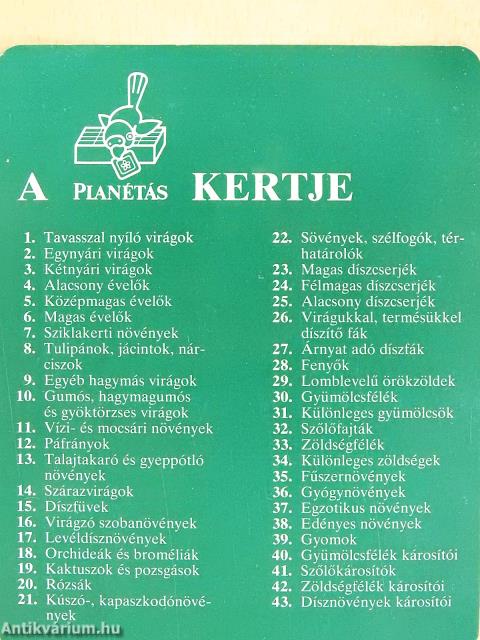 A PLANÉTÁS KERTJE
1. Tavasszal nyíló virágok
2. Egynyári virágok
3. Kétnyári virágok
4. Alacsony évelők
5. Középmagas évelők
6. Magas évelők
7. Sziklakerti növények
8. Tulipánok, jácintok, nár-
ciszok
9. Egyéb hagymás virágok
10. Gumós, hagymagumós
és gyöktörzses virágok
11. Vízi- és mocsári növények
12. Páfrányok
13. Talajtakaró és gyeppótló
növények
14. Szárazvirágok
15. Díszfüvek
16. Virágzó szobanövények
17. Levéldísznövények
18. Orchideák és broméliák
19. Kaktuszok és pozsgások
20. Rózsák
21. Kúszó-, kapaszkodónövé-
nyek
22. Sövények, szélfogók, tér-
határolók
23. Magas díszcserjék
24. Félmagas díszcserjék
25. Alacsony díszcserjék
26. Virágukkal, termésükkel
díszítő fák
27. Árnyat adó díszfák
28. Fenyők
29. Lomblevelű örökzöldek
30. Gyümölcsfélék
31. Különleges gyümölcsök
32. Szőlőfajták
33. Zöldségfélék
34. Különleges zöldségek
35. Fűszernövények
36. Gyógynövények
37. Egzotikus növények
38. Edényes növények
39. Gyomok
40. Gyümölcsfélék károsítói
41. Szőlőkárosítók
42. Zöldségfélék károsítói
43. Dísznövények károsítói
Antikvárium.hu